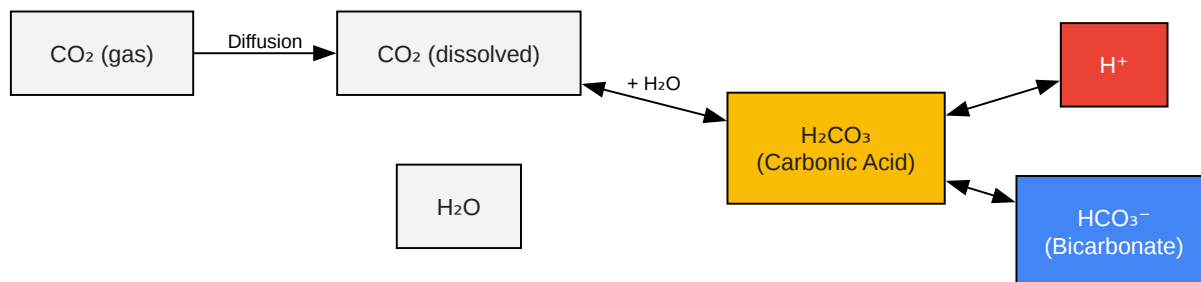 CO₂ (gas)
Diffusion
CO₂ (dissolved)
+ H₂O
H₂CO₃
(Carbonic Acid)
H⁺
H₂O
HCO₃⁻
(Bicarbonate)